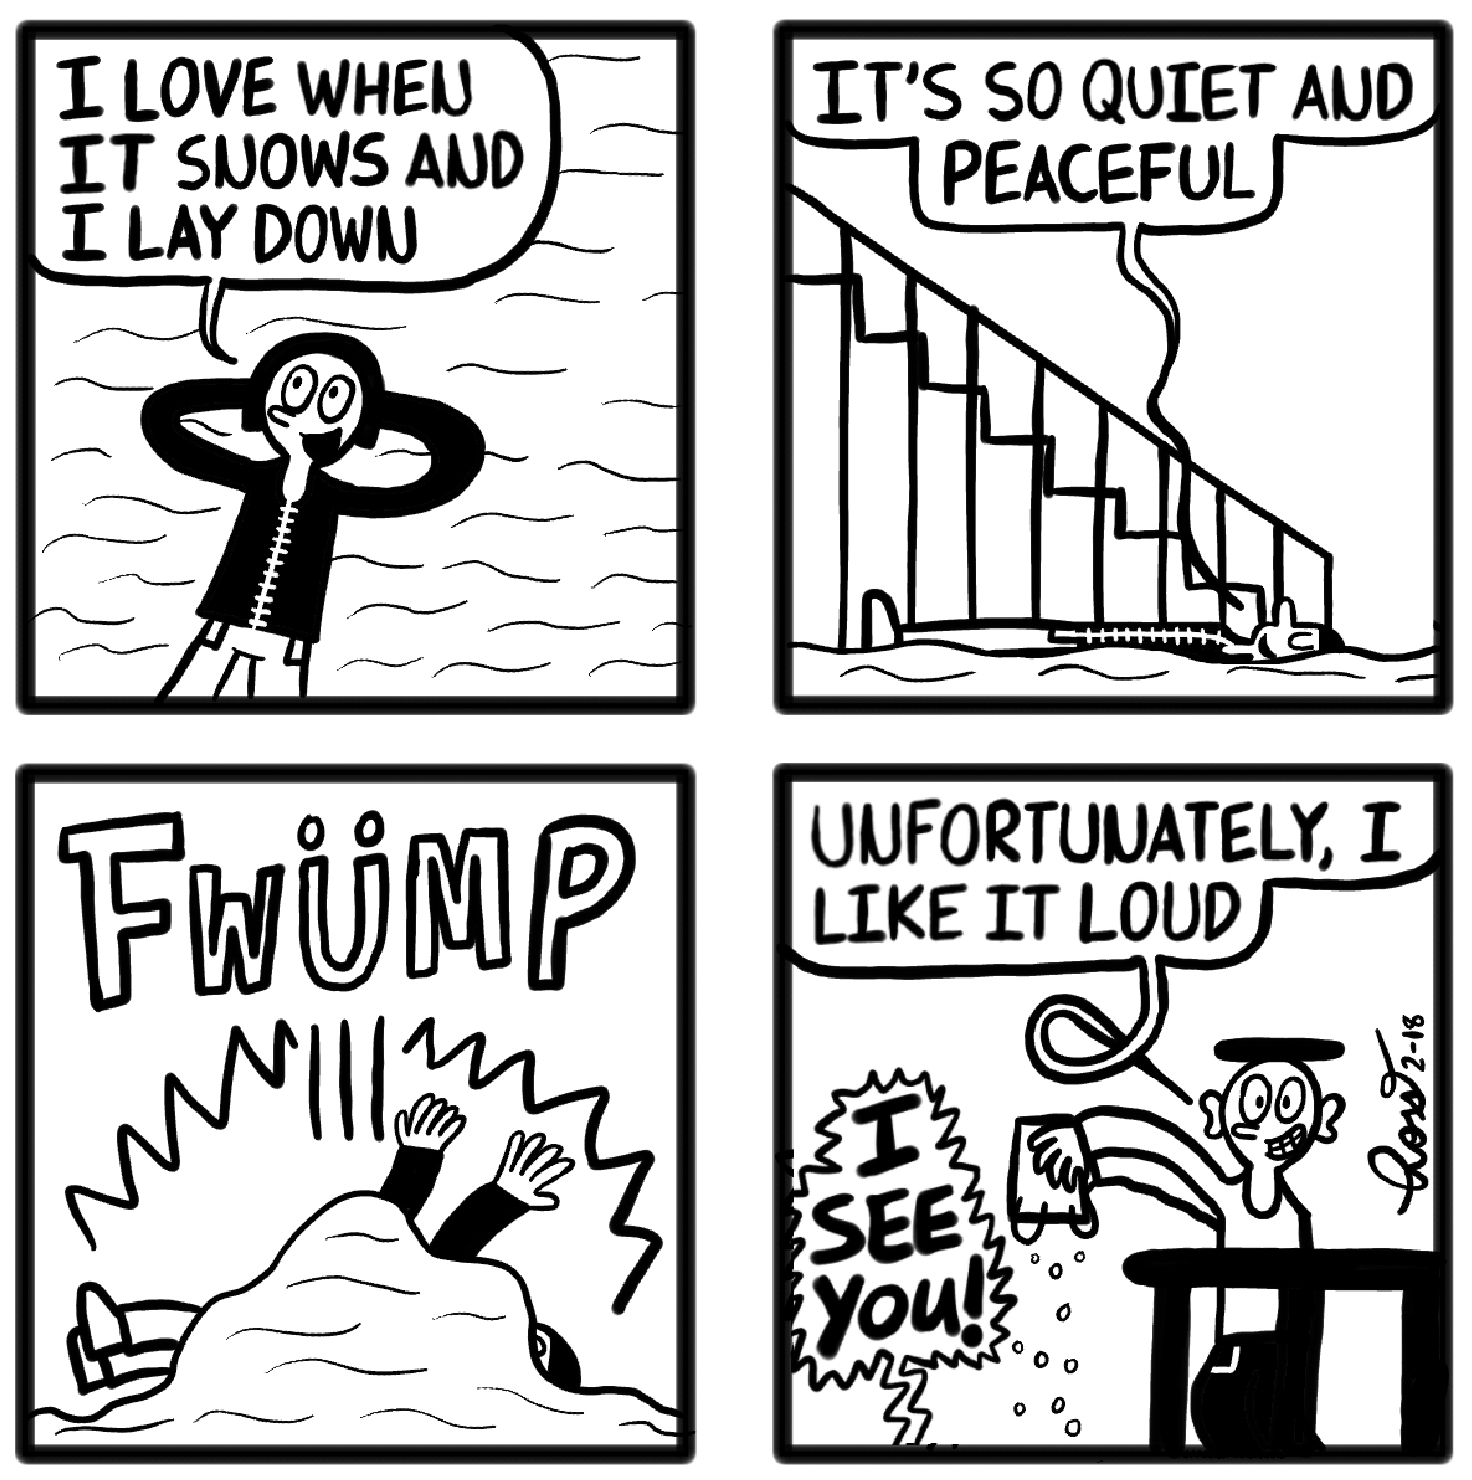 I LOVE WHEN
IT SNOWS AND
I LAY DOWN
IT'S SO QUIET AND
PEACEFUL
FWÜMP
UNFORTUNATELY, I
LIKE IT LOUD
I
SEE
YOU!
Ross 2-18